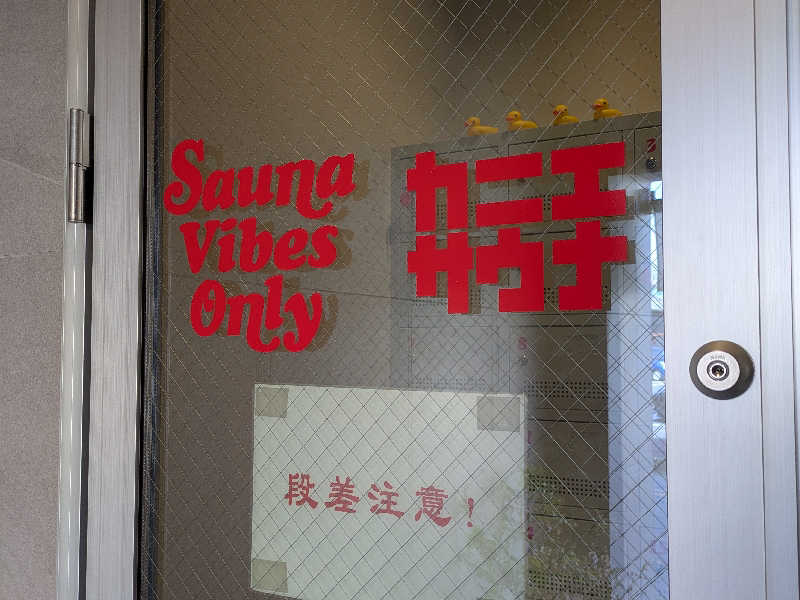 Sauna
Vibes
Only
カニエ
サウナ
段差注意!